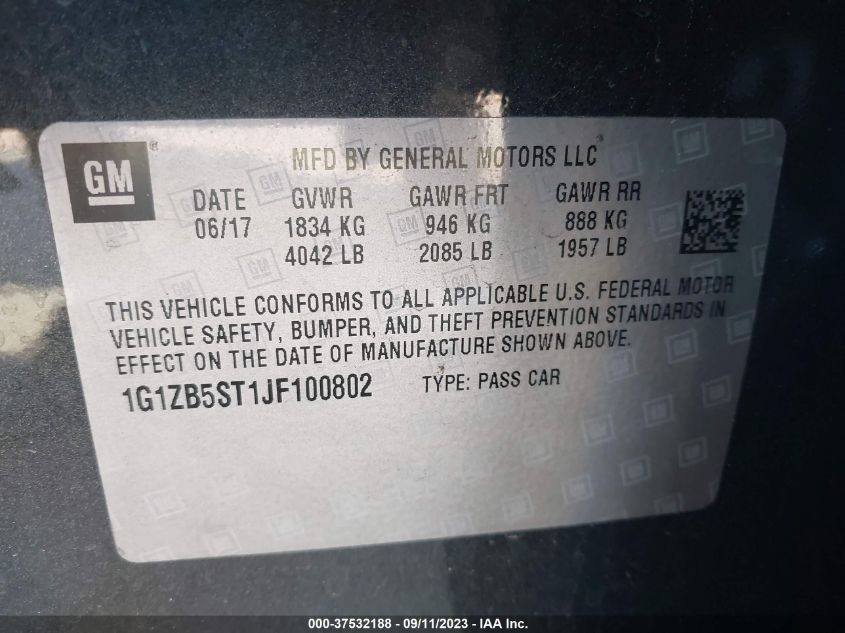 GM ®
MFD BY GENERAL MOTORS LLC
DATE GVWR GAWR FRT GAWR RR
06/17 1834 KG 946 KG 888 KG
4042 LB 2085 LB 1957 LB
THIS VEHICLE CONFORMS TO ALL APPLICABLE U.S. FEDERAL MOTOR
VEHICLE SAFETY, BUMPER, AND THEFT PREVENTION STANDARDS IN
EFFECT ON THE DATE OF MANUFACTURE SHOWN ABOVE.
1G1ZB5ST1JF100802 TYPE: PASS CAR
000-37532188 - 09/11/2023 - IAA Inc.